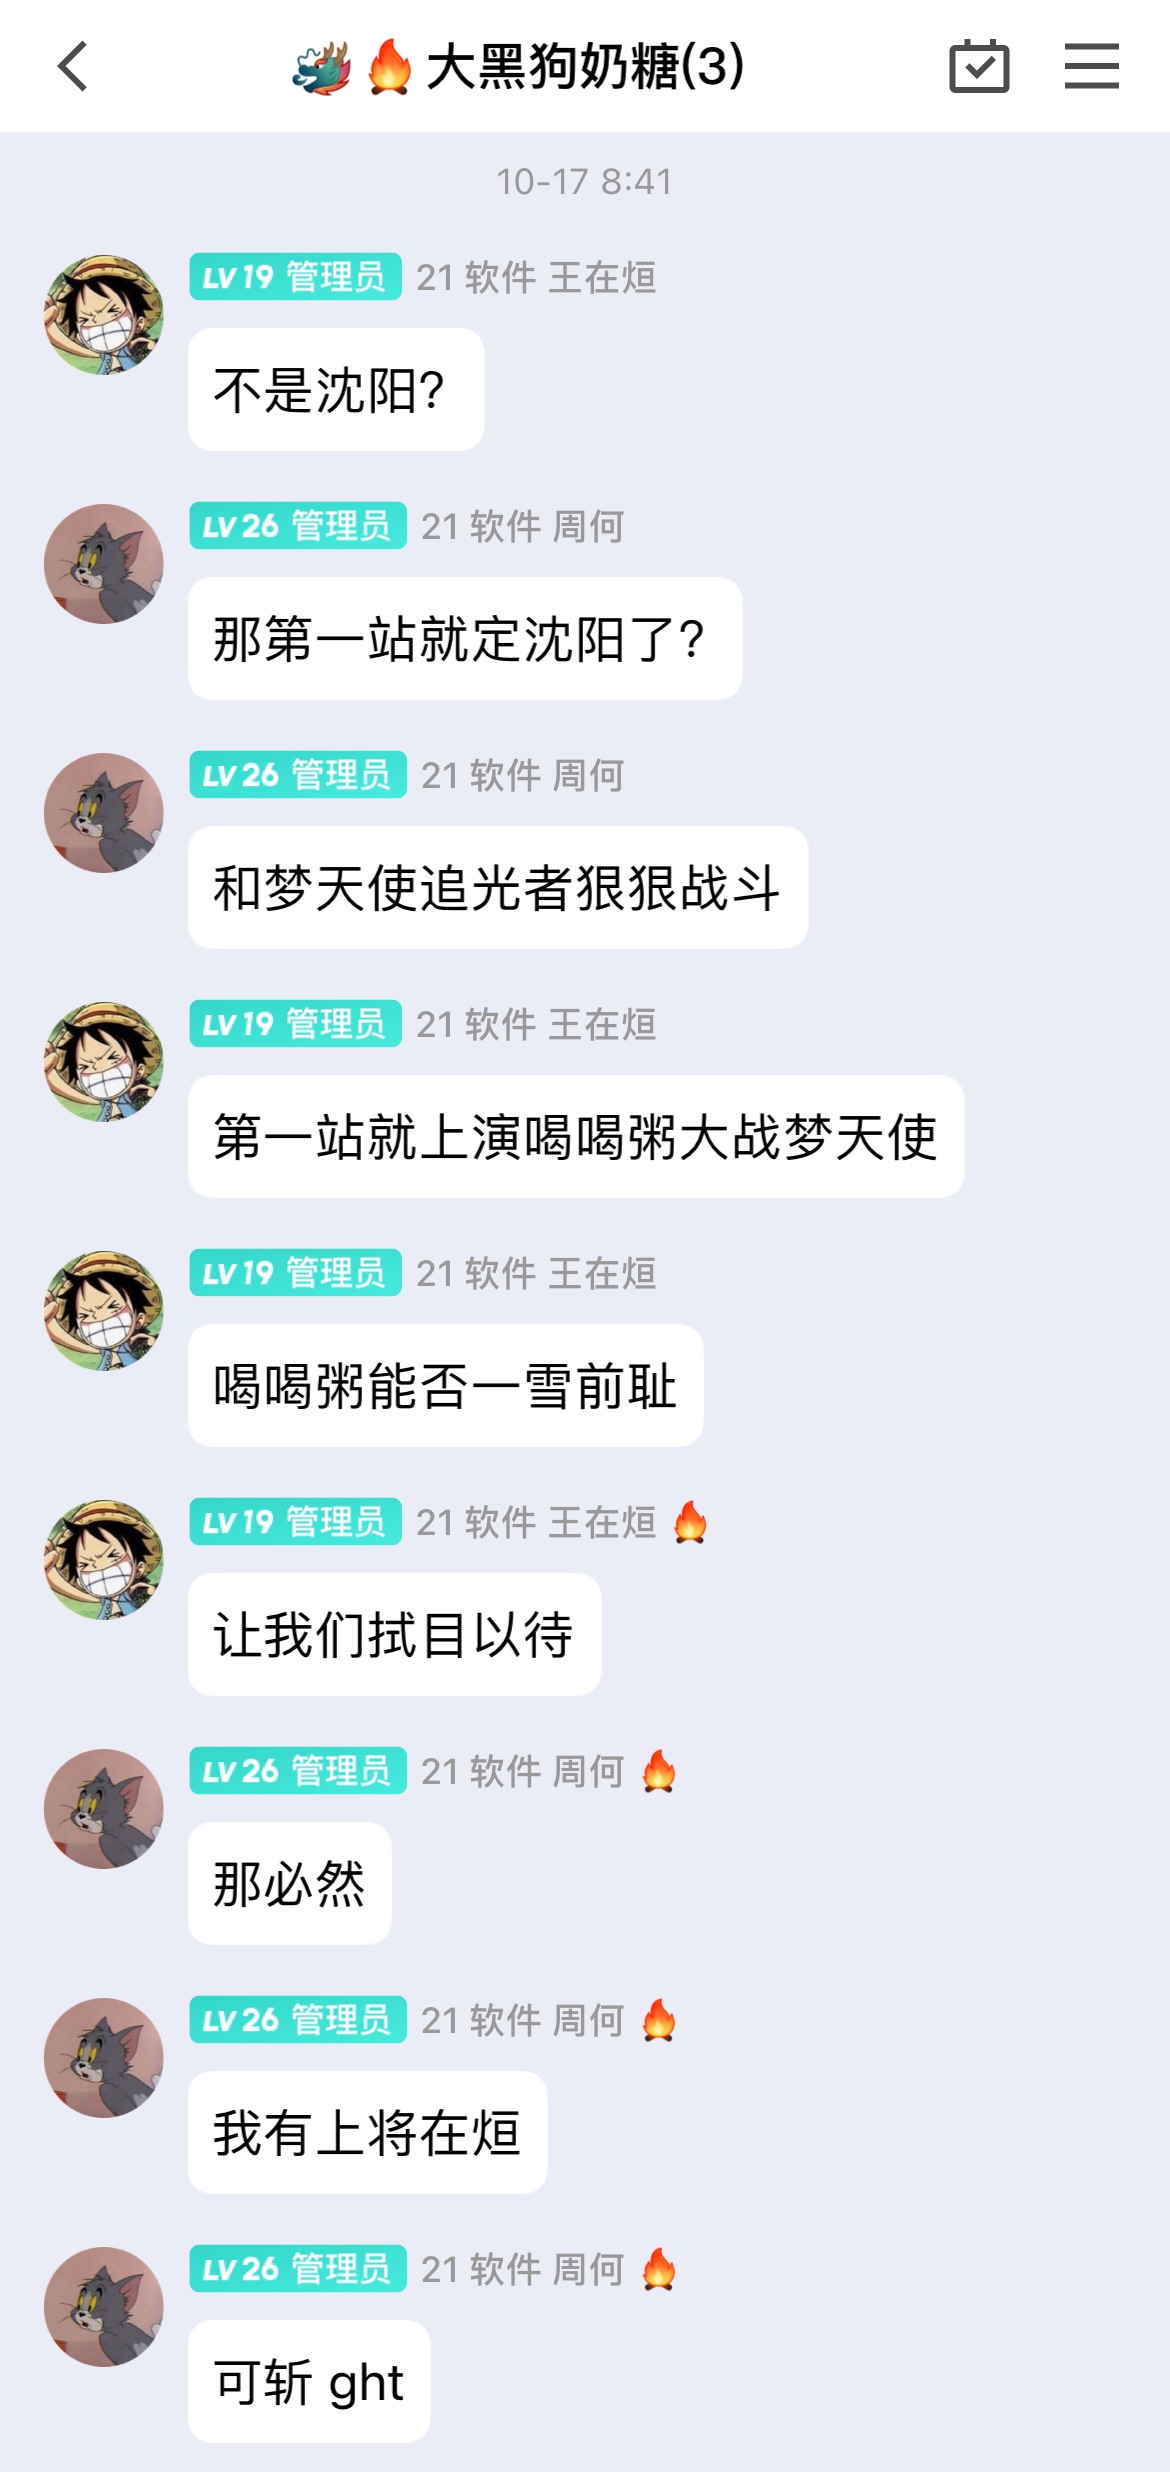 🐲🔥大黑狗奶糖(3)
10-17 8:41
LV19 管理员 21 软件 王在烜
不是沈阳?
LV26 管理员 21 软件 周何
那第一站就定沈阳了?
LV26 管理员 21 软件 周何
和梦天使追光者狠狠战斗
LV19 管理员 21 软件 王在烜
第一站就上演喝喝粥大战梦天使
LV19 管理员 21 软件 王在烜
喝喝粥能否一雪前耻
LV19 管理员 21 软件 王在烜 🔥
让我们拭目以待
LV26 管理员 21 软件 周何 🔥
那必然
LV26 管理员 21 软件 周何 🔥
我有上将在烜
LV26 管理员 21 软件 周何 🔥
可斩 ght